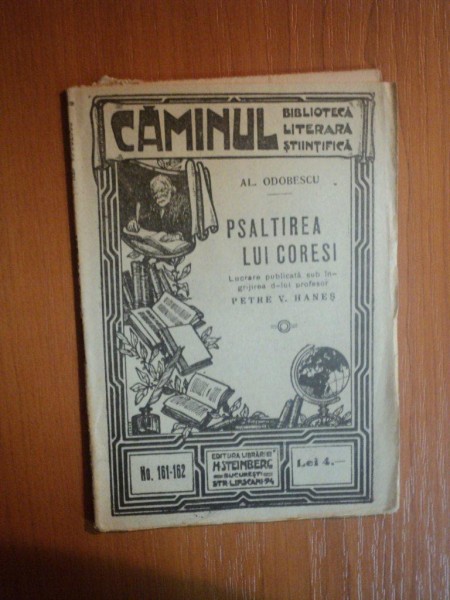 CĂMINUL
BIBLIOTECĂ
LITERARĂ
ȘTIINȚIFICĂ
AL. ODOBESCU
PSALTIREA
LUI CORESI
Lucrare publicată sub în-
grijirea d-lui profesor
PETRE V. HANEȘ
No. 161-162
EDITURA LIBRĂRIEI
H. STEINBERG
BUCUREȘTI
STR. LIPSCANI 94
Lei 4.—